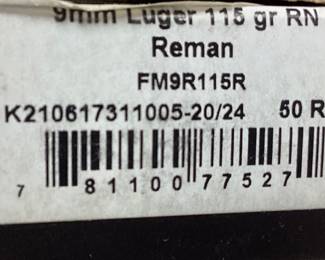 9mm Luger 115 gr RN
Reman
FM9R115R
K210617311005-20/24 50 R
7 81100 77527